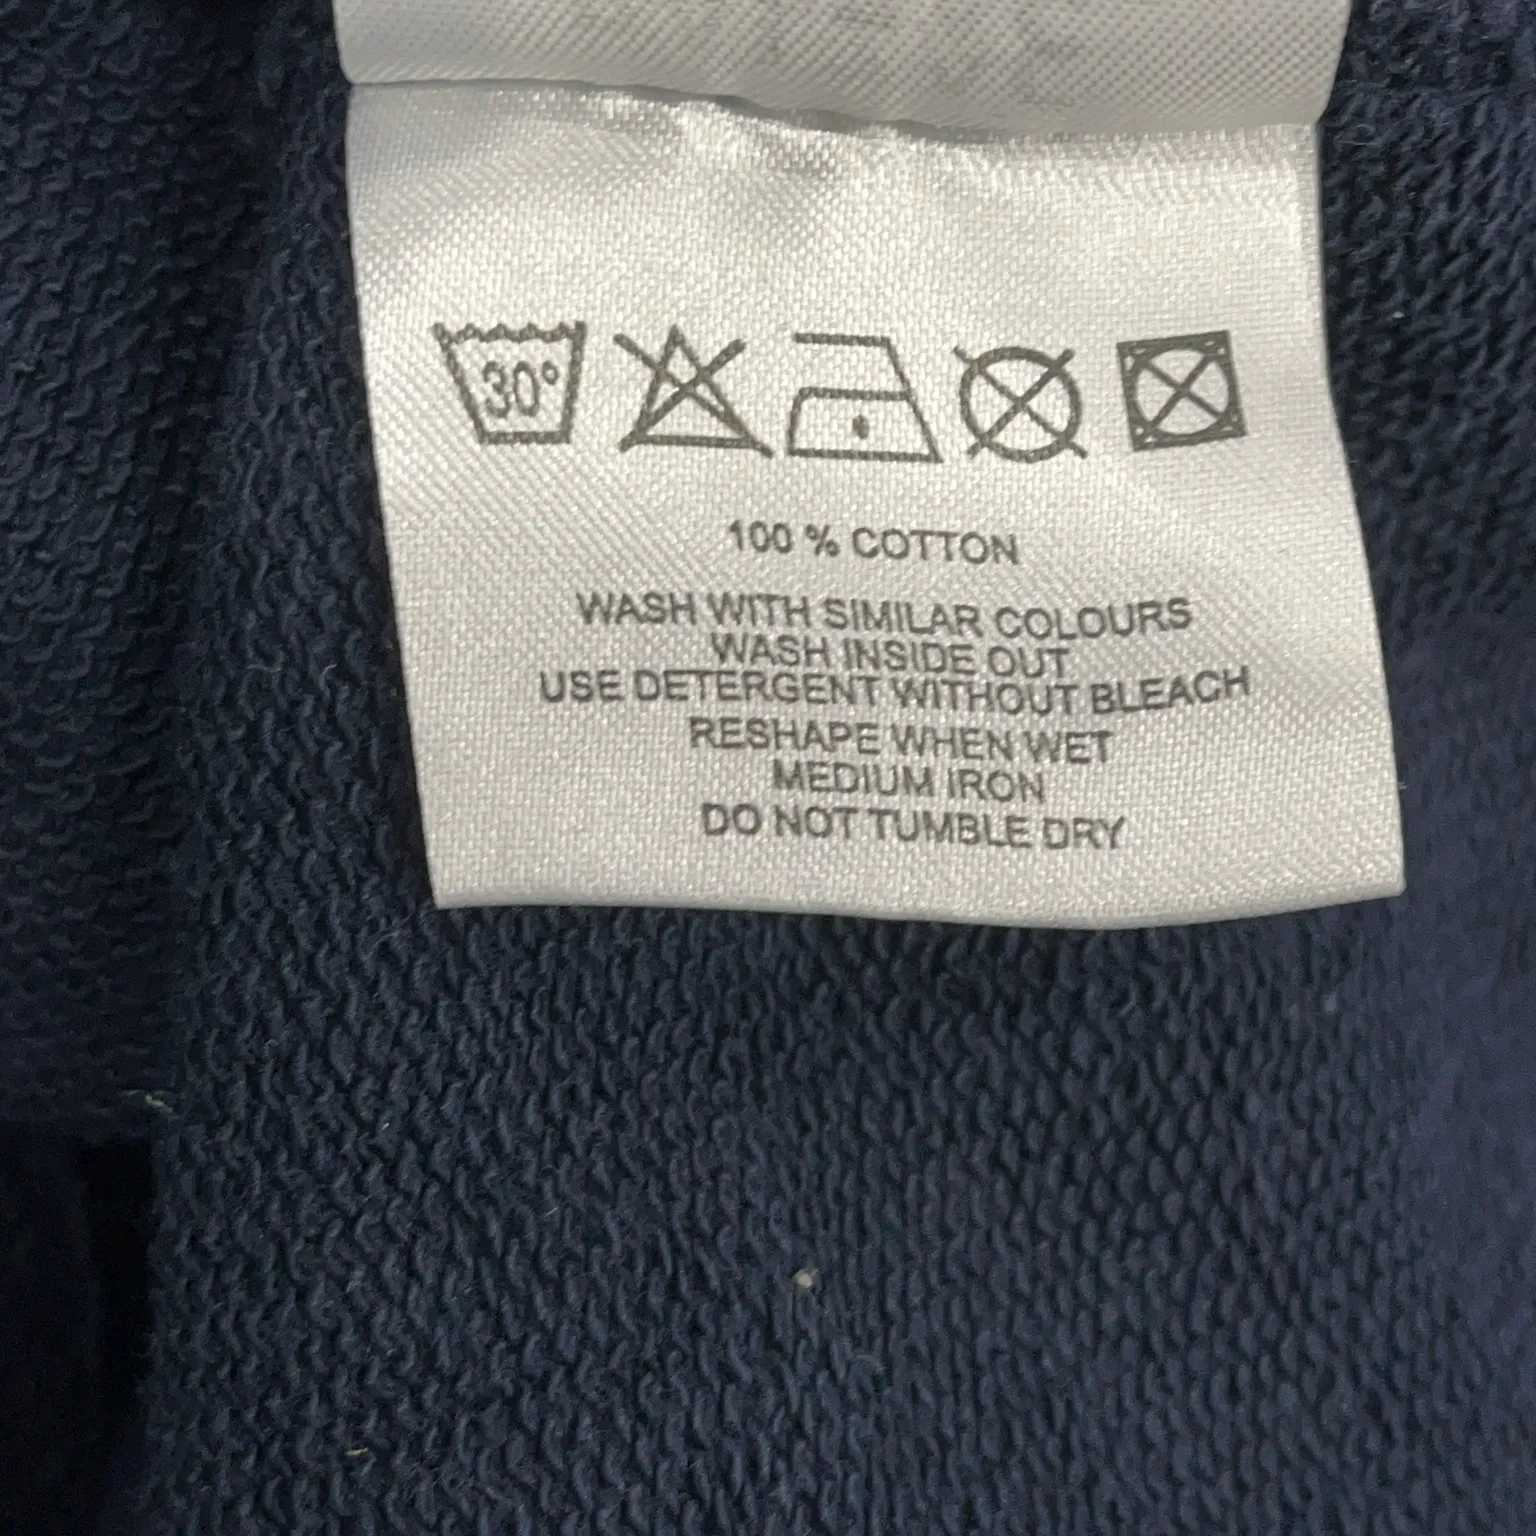 30°
100 % COTTON
WASH WITH SIMILAR COLOURS
WASH INSIDE OUT
USE DETERGENT WITHOUT BLEACH
RESHAPE WHEN WET
MEDIUM IRON
DO NOT TUMBLE DRY